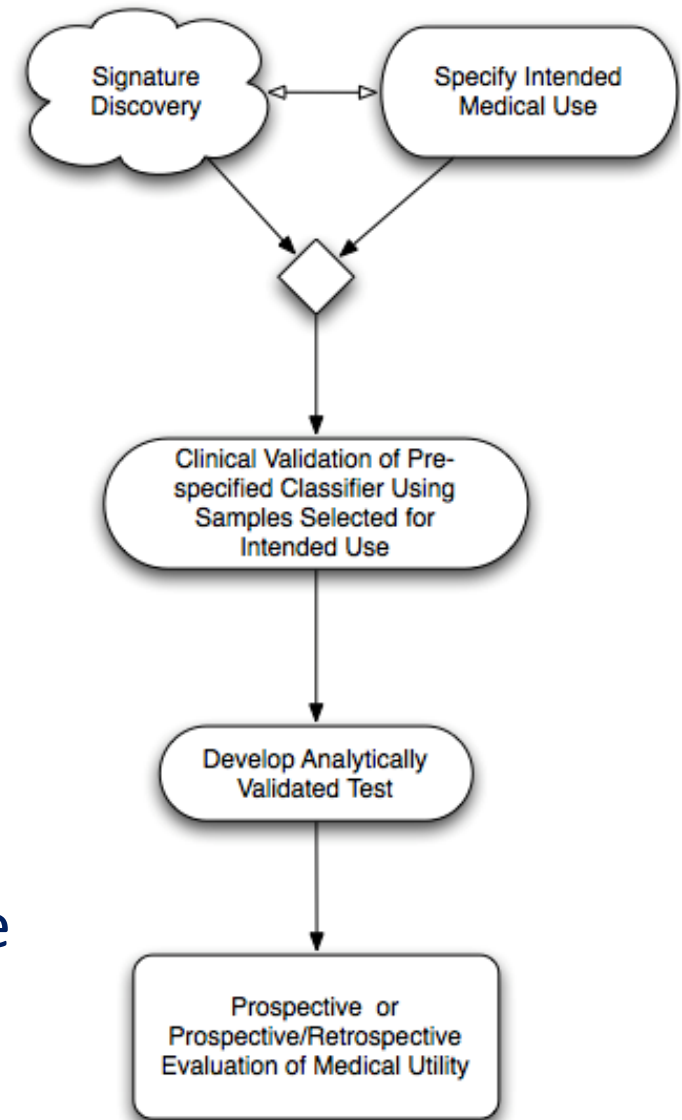 Signature
Discovery
Specify Intended
Medical Use
Clinical Validation of Pre-
specified Classifier Using
Samples Selected for
Intended Use
Develop Analytically
Validated Test
e
Prospective or
Prospective/Retrospective
Evaluation of Medical Utility